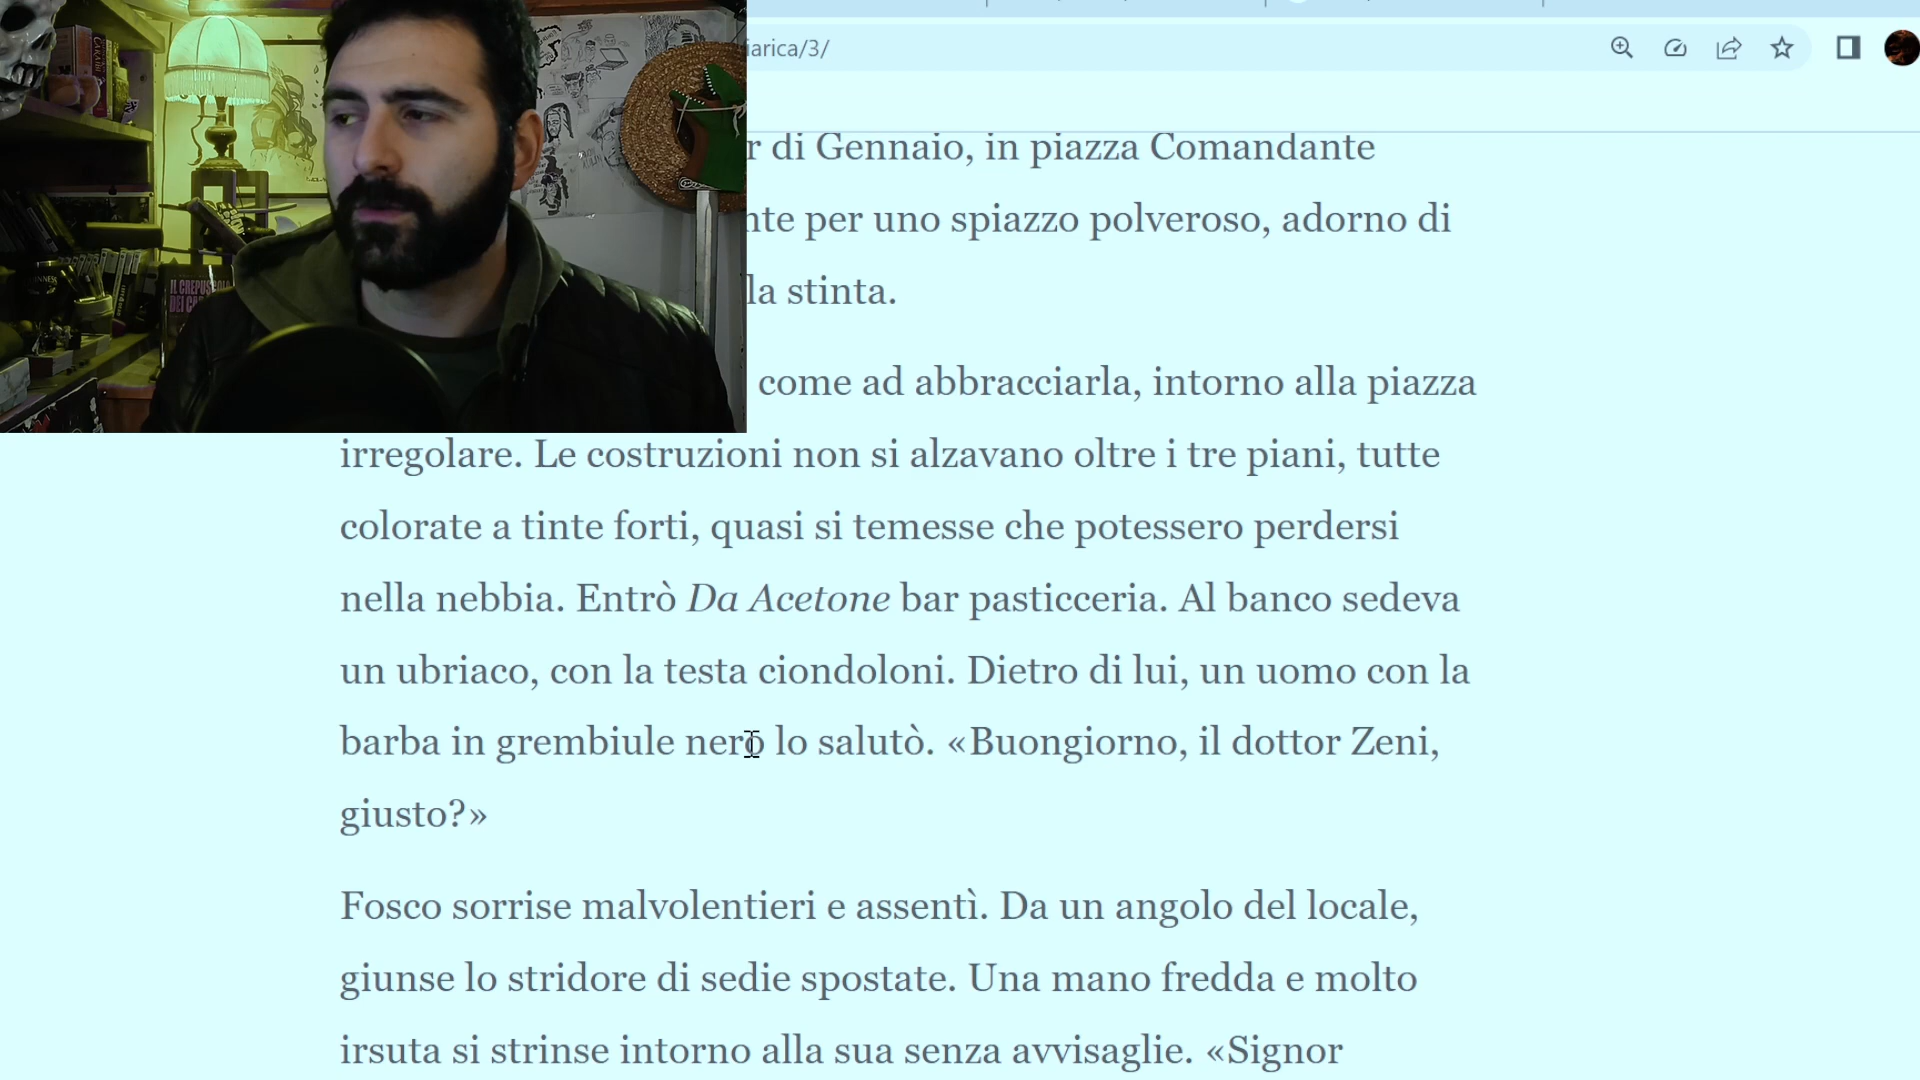 iarica/3/
di Gennaio, in piazza Comandante
per uno spiazzo polveroso, adorno di
la stinta.
come ad abbracciarla, intorno alla piazza
irregolare. Le costruzioni non si alzavano oltre i tre piani, tutte
colorate a tinte forti, quasi si temesse che potessero perdersi
nella nebbia. Entrò Da Acetone bar pasticceria. Al banco sedeva
un ubriaco, con la testa ciondoloni. Dietro di lui, un uomo con la
barba in grembiule nero lo salutò. «Buongiorno, il dottor Zeni,
giusto?»
Fosco sorrise malvolentieri e assentì. Da un angolo del locale,
giunse lo stridore di sedie spostate. Una mano fredda e molto
irsuta si strinse intorno alla sua senza avvisaglie. «Signor
GUINNESS
IL CREPUSCOLO